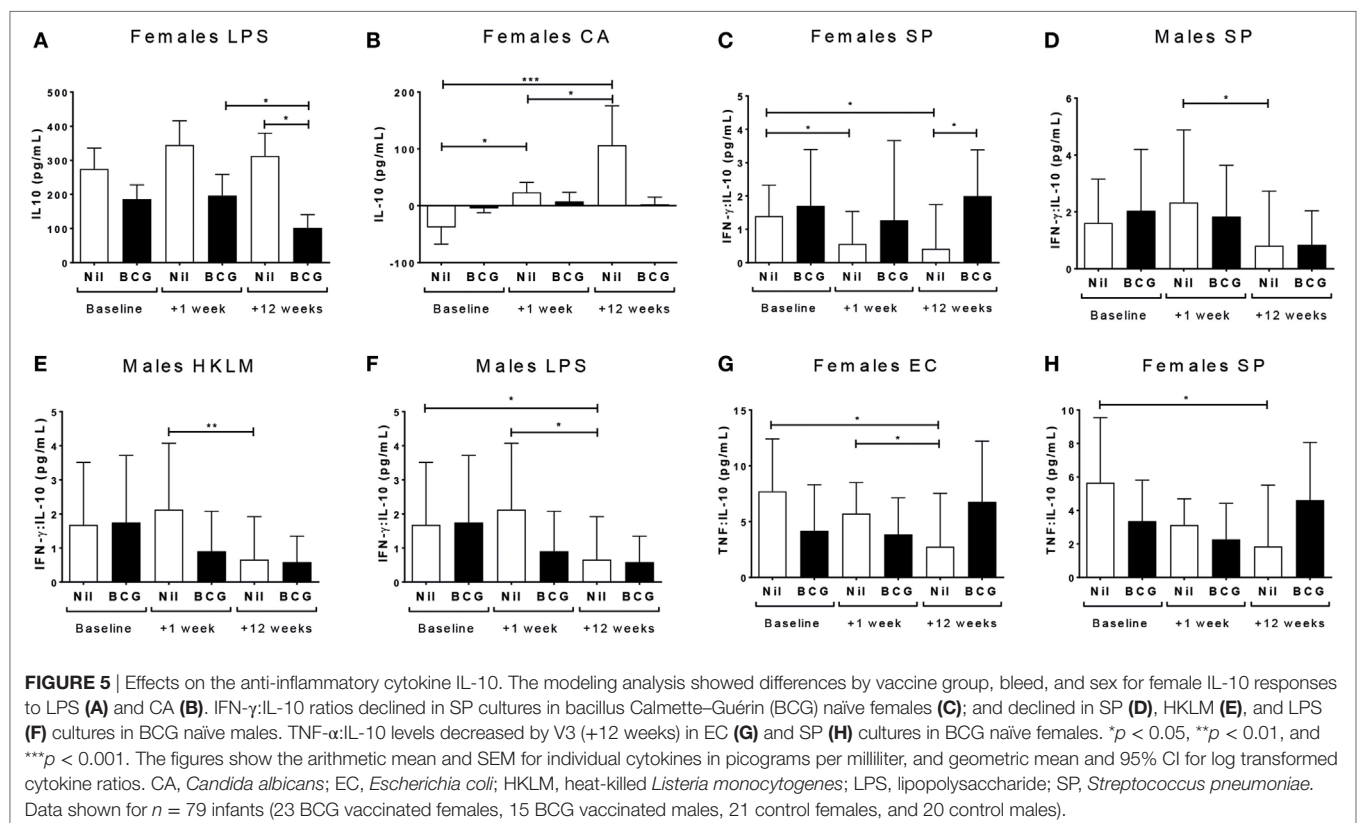 A Females LPS
IL10 (pg/mL)
400
300
200
100
0
*
*
Nil BCG Nil BCG Nil BCG
Baseline +1 week +12 weeks
B Females CA
IL-10 (pg/mL)
200
100
0
-100
***
*
*
Nil BCG Nil BCG Nil BCG
Baseline +1 week +12 weeks
C Females SP
IFN-γ:IL-10 (pg/mL)
5
4
3
2
1
0
*
*
*
Nil BCG Nil BCG Nil BCG
Baseline +1 week +12 weeks
D Males SP
IFN-γ:IL-10 (pg/mL)
6
4
2
0
*
Nil BCG Nil BCG Nil BCG
Baseline +1 week +12 weeks
E Males HKLM
IFN-γ:IL-10 (pg/mL)
5
4
3
2
1
0
**
Nil BCG Nil BCG Nil BCG
Baseline +1 week +12 weeks
F Males LPS
IFN-γ:IL-10 (pg/mL)
5
4
3
2
1
0
*
*
Nil BCG Nil BCG Nil BCG
Baseline +1 week +12 weeks
G Females EC
TNF:IL-10 (pg/mL)
15
10
5
0
*
*
Nil BCG Nil BCG Nil BCG
Baseline +1 week +12 weeks
H Females SP
TNF:IL-10 (pg/mL)
10
8
6
4
2
0
*
Nil BCG Nil BCG Nil BCG
Baseline +1 week +12 weeks
FIGURE 5 | Effects on the anti-inflammatory cytokine IL-10. The modeling analysis showed differences by vaccine group, bleed, and sex for female IL-10 responses
to LPS (A) and CA (B). IFN-γ:IL-10 ratios declined in SP cultures in bacillus Calmette–Guérin (BCG) naïve females (C); and declined in SP (D), HKLM (E), and LPS
(F) cultures in BCG naïve males. TNF-α:IL-10 levels decreased by V3 (+12 weeks) in EC (G) and SP (H) cultures in BCG naïve females. *p < 0.05, **p < 0.01, and
***p < 0.001. The figures show the arithmetic mean and SEM for individual cytokines in picograms per milliliter, and geometric mean and 95% CI for log transformed
cytokine ratios. CA, Candida albicans; EC, Escherichia coli; HKLM, heat-killed Listeria monocytogenes; LPS, lipopolysaccharide; SP, Streptococcus pneumoniae.
Data shown for n = 79 infants (23 BCG vaccinated females, 15 BCG vaccinated males, 21 control females, and 20 control males).